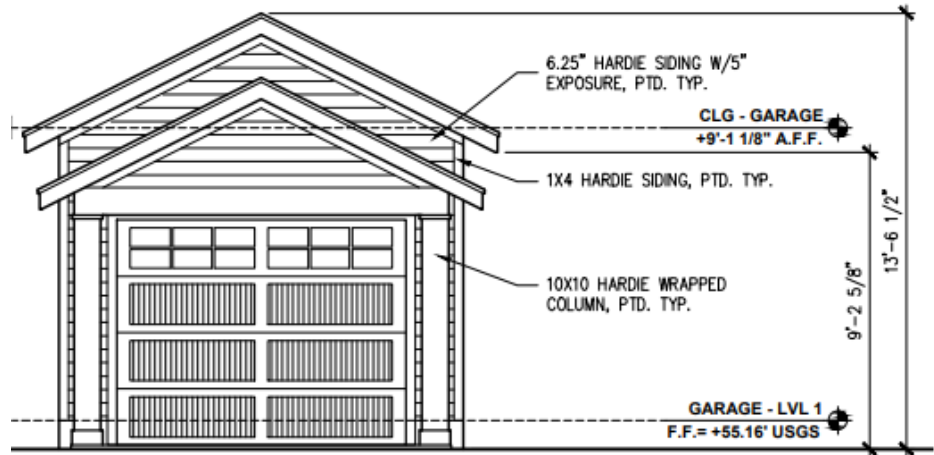 6.25" HARDIE SIDING W/5"
EXPOSURE, PTD. TYP.
CLG - GARAGE
+9'-1 1/8" A.F.F.
1X4 HARDIE SIDING, PTD. TYP.
13'-6 1/2"
10X10 HARDIE WRAPPED
COLUMN, PTD. TYP.
9'-2 5/8"
GARAGE - LVL 1
F.F.= +55.16' USGS